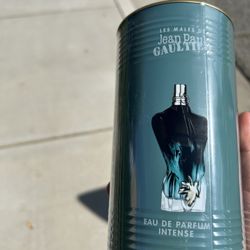 LES MALES D
Jean Paul
GAULTIER
EAU DE PARFUM
INTENSE